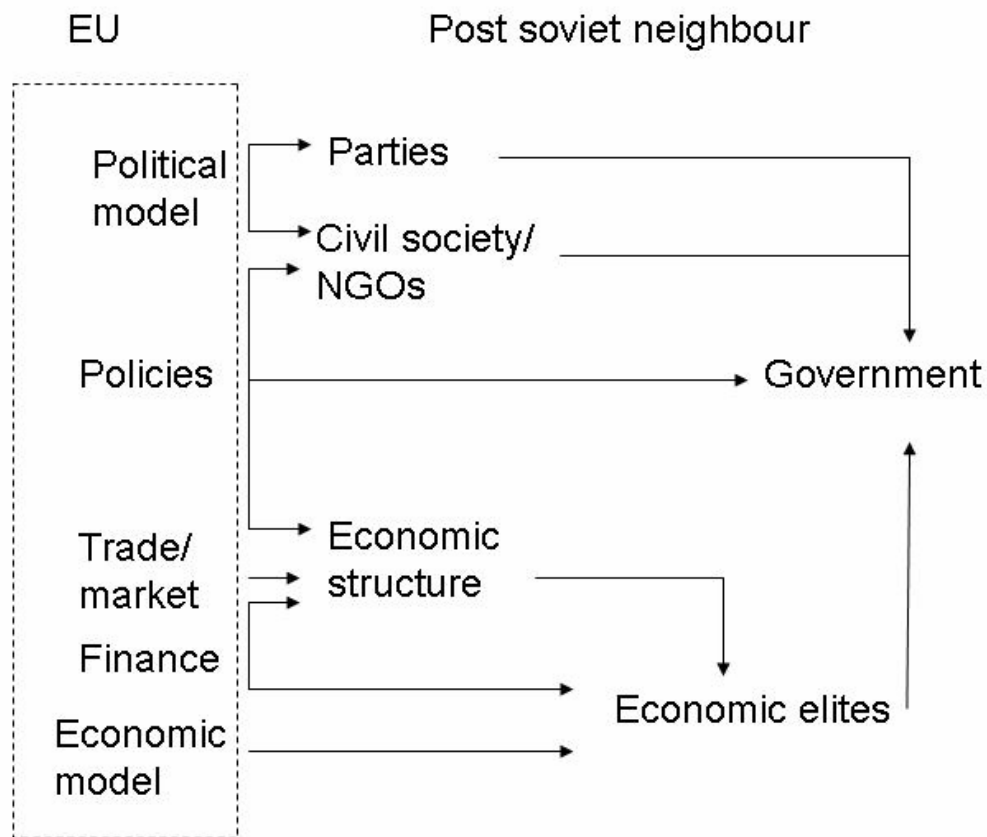 EU
Post soviet neighbour
Political
model
Parties
Civil society/
NGOs
Policies
Government
Trade/
market
Economic
structure
Finance
Economic elites
Economic
model